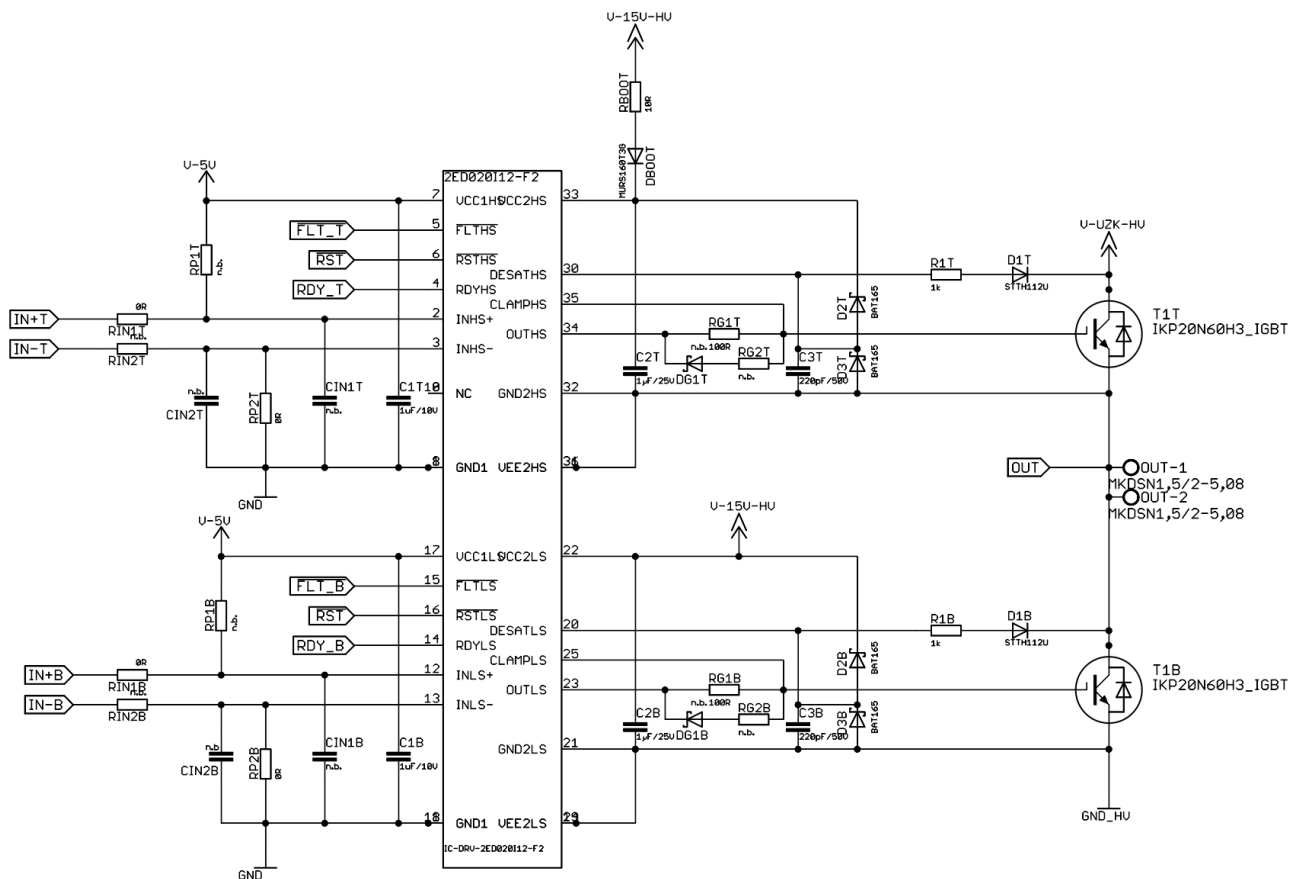 V-15V-HV
RBOOT
10R
MURS160T3G
DBOOT
V-5V
2ED020I12-F2
7 VCC1HS VCC2HS 33
FLT_T 5 FLTHS
RST 6 RSTHS
DESATHS 30
RDY_T 4 RDYHS
CLAMPHS 35
IN+T 2 INHS+
OUTHS 34
IN-T 3 INHS-
NC
GND2HS 32
8 GND1 VEE2HS
RP1T
n.b.
0R
RIN1T
n.b.
RIN2T
n.b.
CIN2T
RP2T
0R
CIN1T
n.b.
C1T
1uF/10V
GND
C2T
1µF/25V
RG1T
n.b. 100R
DG1T
RG2T
n.b.
C3T
220pF/50V
D2T
BAT165
D3T
BAT165
R1T
1k
D1T
STTH112U
V-UZK-HV
T1T
IKP20N60H3_IGBT
OUT
OUT-1
MKDSN1,5/2-5,08
OUT-2
MKDSN1,5/2-5,08
V-5V
V-15V-HV
17 VCC1LS VCC2LS 22
FLT_B 15 FLTLS
RST 16 RSTLS
DESATLS 20
RDY_B 14 RDYLS
CLAMPLS 25
IN+B 12 INLS+
OUTLS 23
IN-B 13 INLS-
GND2LS 21
18 GND1 VEE2LS
IC-DRV-2ED020I12-F2
RP1B
n.b.
0R
RIN1B
n.b.
RIN2B
n.b.
CIN2B
RP2B
0R
CIN1B
n.b.
C1B
1uF/10V
GND
C2B
1µF/25V
RG1B
n.b. 100R
DG1B
RG2B
n.b.
C3B
220pF/50V
D2B
BAT165
D3B
BAT165
R1B
1k
D1B
STTH112U
T1B
IKP20N60H3_IGBT
GND_HV